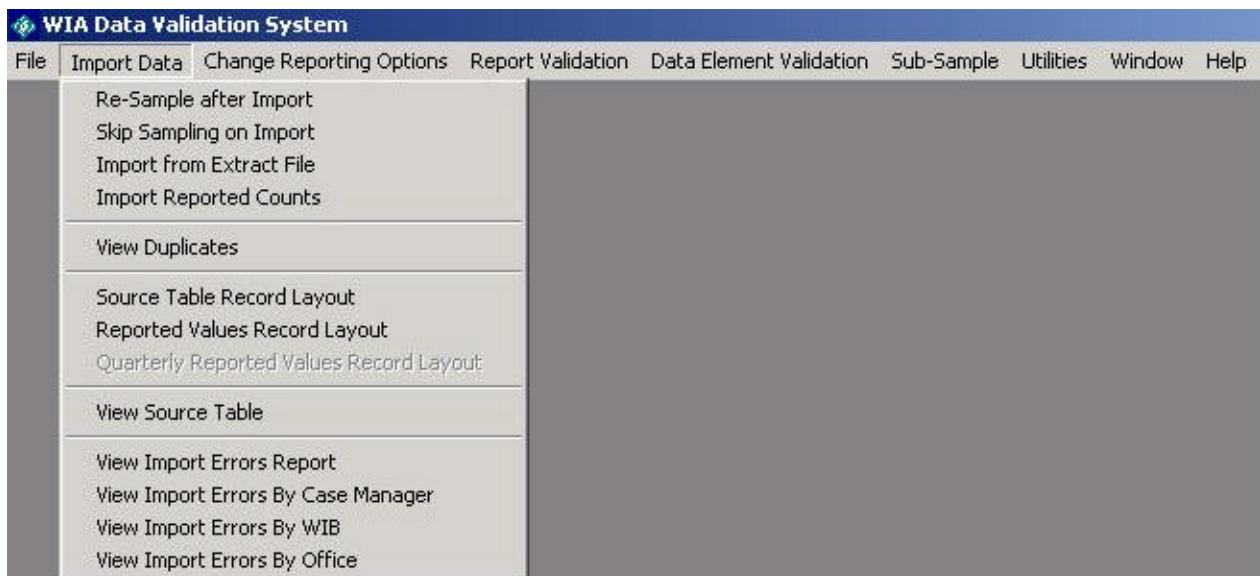 WIA Data Validation System
File Import Data Change Reporting Options Report Validation Data Element Validation Sub-Sample Utilities Window Help
Re-Sample after Import
Skip Sampling on Import
Import from Extract File
Import Reported Counts
View Duplicates
Source Table Record Layout
Reported Values Record Layout
Quarterly Reported Values Record Layout
View Source Table
View Import Errors Report
View Import Errors By Case Manager
View Import Errors By WIB
View Import Errors By Office